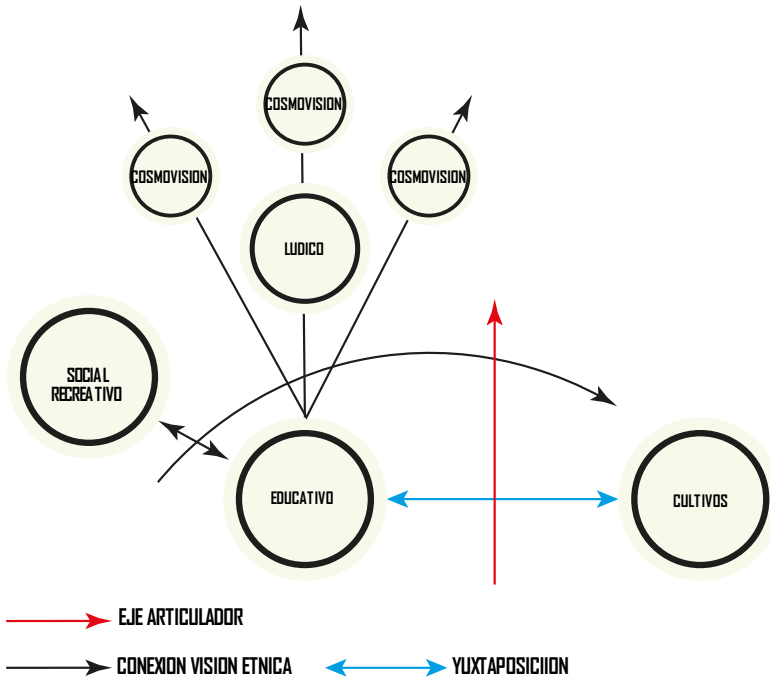 COSMOVISION
COSMOVISION
COSMOVISION
LUDICO
SOCIAL
RECREATIVO
EDUCATIVO
CULTIVOS
EJE ARTICULADOR
CONEXION VISION ETNICA
YUXTAPOSICIION